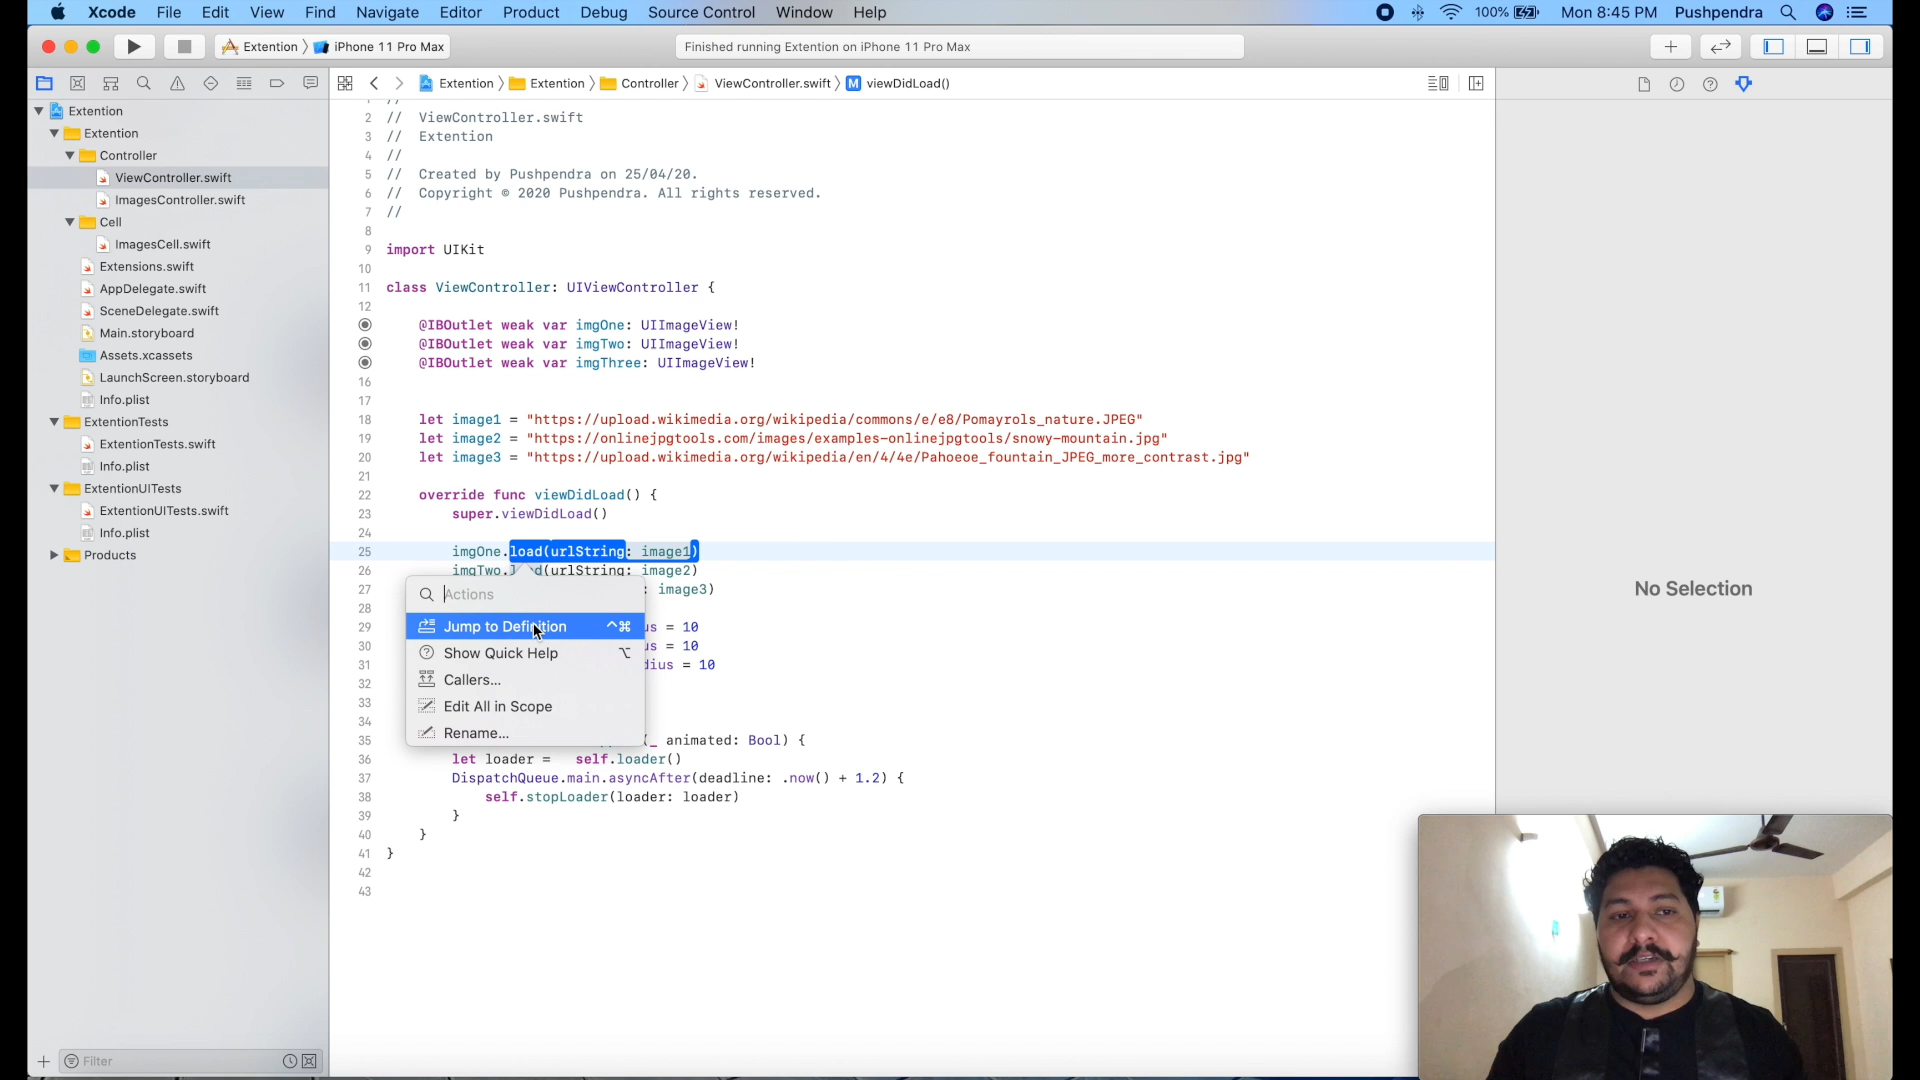 Xcode File Edit View Find Navigate Editor Product Debug Source Control Window Help 100% Mon 8:45 PM Pushpendra
Extention iPhone 11 Pro Max Finished running Extention on iPhone 11 Pro Max
Extention Extention Controller ViewController.swift M viewDidLoad()
Extention
Extention
Controller
ViewController.swift
ImagesController.swift
Cell
ImagesCell.swift
Extensions.swift
AppDelegate.swift
SceneDelegate.swift
Main.storyboard
Assets.xcassets
LaunchScreen.storyboard
Info.plist
ExtentionTests
ExtentionTests.swift
Info.plist
ExtentionUITests
ExtentionUITests.swift
Info.plist
Products
Filter
2 // ViewController.swift
3 // Extention
4 //
5 // Created by Pushpendra on 25/04/20.
6 // Copyright © 2020 Pushpendra. All rights reserved.
7 //
8
9 import UIKit
10
11 class ViewController: UIViewController {
12
@IBOutlet weak var imgOne: UIImageView!
@IBOutlet weak var imgTwo: UIImageView!
@IBOutlet weak var imgThree: UIImageView!
16
17
18 let image1 = "https://upload.wikimedia.org/wikipedia/commons/e/e8/Pomayrols_nature.JPEG"
19 let image2 = "https://onlinejpgtools.com/images/examples-onlinejpgtools/snowy-mountain.jpg"
20 let image3 = "https://upload.wikimedia.org/wikipedia/en/4/4e/Pahoeoe_fountain_JPEG_more_contrast.jpg"
21
22 override func viewDidLoad() {
23 super.viewDidLoad()
24
25 imgOne.load(urlString: image1)
26 imgTwo.load(urlString: image2)
27 : image3)
28
29 us = 10
30 us = 10
31 dius = 10
32
33
34
35 (_ animated: Bool) {
36 let loader = self.loader()
37 DispatchQueue.main.asyncAfter(deadline: .now() + 1.2) {
38 self.stopLoader(loader: loader)
39 }
40 }
41 }
42
43
Actions
Jump to Definition ^⌘
Show Quick Help ⌥
Callers...
Edit All in Scope
Rename...
No Selection